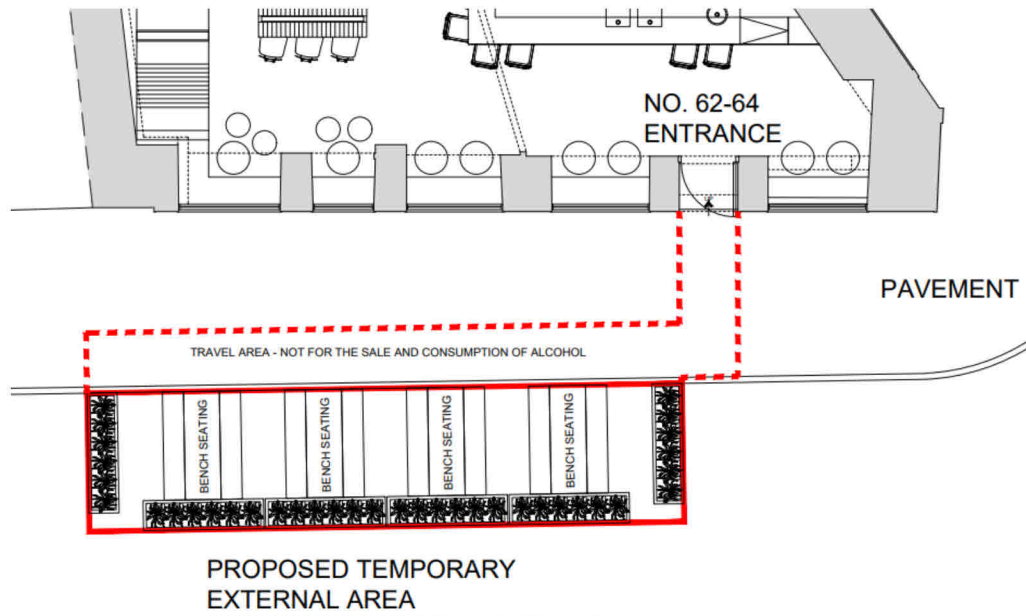 NO. 62-64
ENTRANCE
PAVEMENT
TRAVEL AREA - NOT FOR THE SALE AND CONSUMPTION OF ALCOHOL
BENCH SEATING
BENCH SEATING
BENCH SEATING
BENCH SEATING
PROPOSED TEMPORARY
EXTERNAL AREA